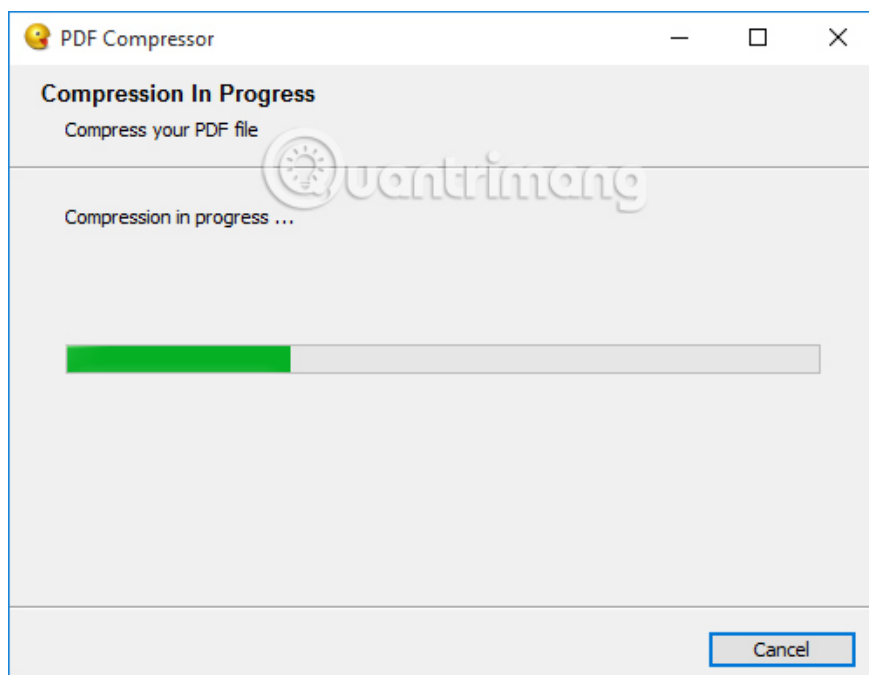 PDF Compressor
Compression In Progress
Compress your PDF file
Quantrimang
Compression in progress ...
Cancel